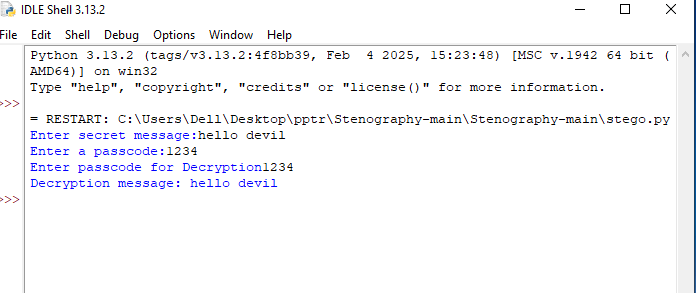 IDLE Shell 3.13.2
File Edit Shell Debug Options Window Help
Python 3.13.2 (tags/v3.13.2:4f8bb39, Feb  4 2025, 15:23:48) [MSC v.1942 64 bit (
AMD64)] on win32
Type "help", "copyright", "credits" or "license()" for more information.
>>>
= RESTART: C:\Users\Dell\Desktop\pptr\Stenography-main\Stenography-main\stego.py
Enter secret message:hello devil
Enter a passcode:1234
Enter passcode for Decryption1234
Decryption message: hello devil
>>>